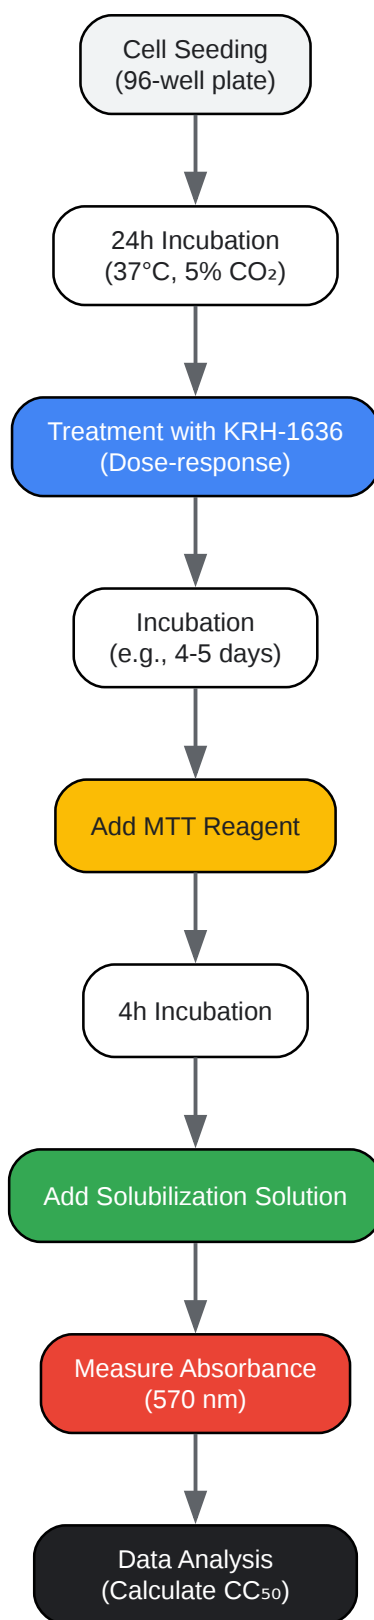 Cell Seeding
(96-well plate)
24h Incubation
(37°C, 5% CO₂)
Treatment with KRH-1636
(Dose-response)
Incubation
(e.g., 4-5 days)
Add MTT Reagent
4h Incubation
Add Solubilization Solution
Measure Absorbance
(570 nm)
Data Analysis
(Calculate CC₅₀)